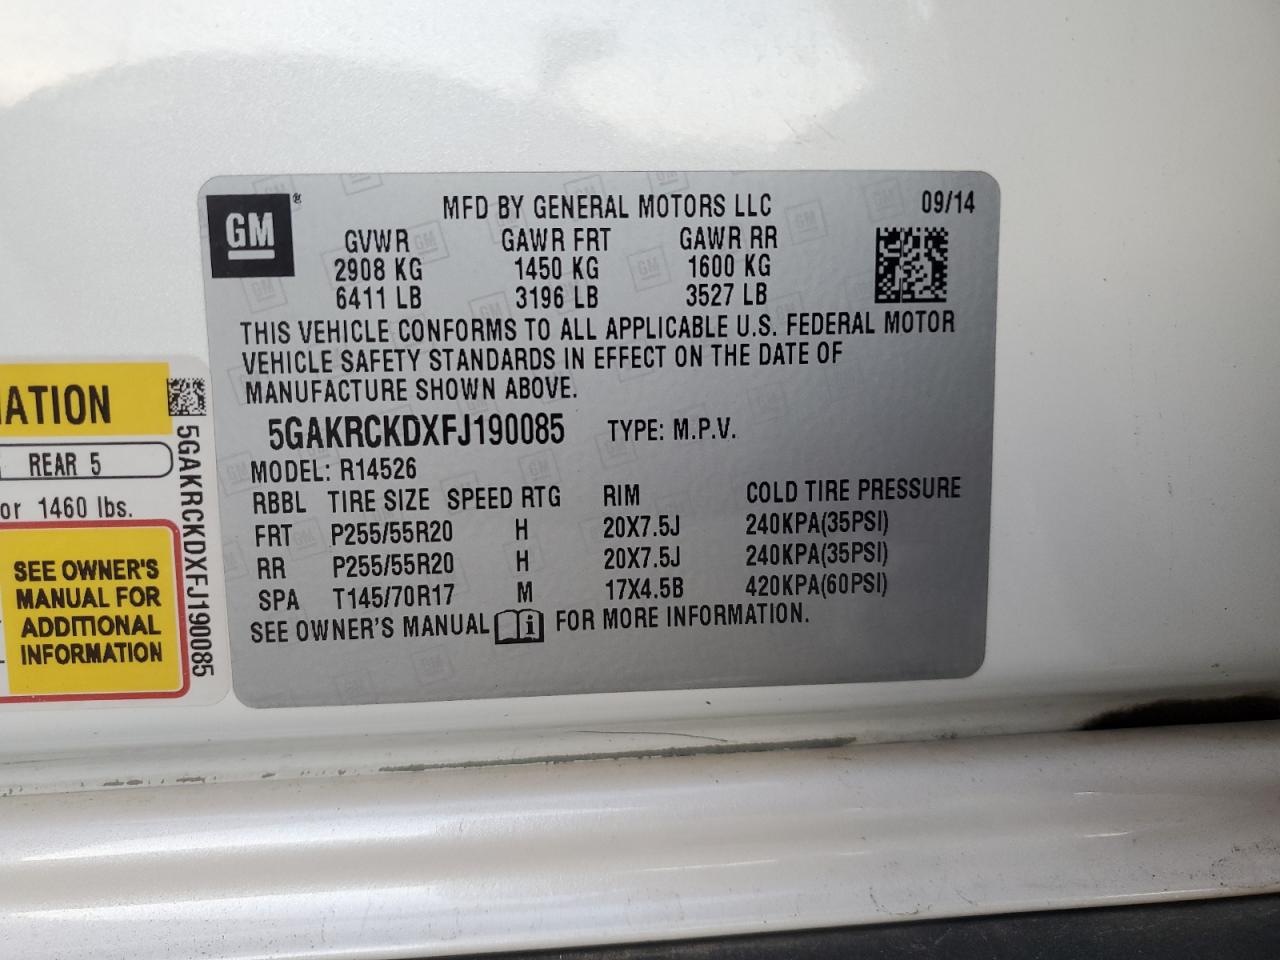 GM®
MFD BY GENERAL MOTORS LLC 09/14
GVWR GAWR FRT GAWR RR
2908 KG 1450 KG 1600 KG
6411 LB 3196 LB 3527 LB
THIS VEHICLE CONFORMS TO ALL APPLICABLE U.S. FEDERAL MOTOR
VEHICLE SAFETY STANDARDS IN EFFECT ON THE DATE OF
MANUFACTURE SHOWN ABOVE.
5GAKRCKDXFJ190085 TYPE: M.P.V.
MODEL: R14526
RBBL TIRE SIZE SPEED RTG RIM COLD TIRE PRESSURE
FRT P255/55R20 H 20X7.5J 240KPA(35PSI)
RR P255/55R20 H 20X7.5J 240KPA(35PSI)
SPA T145/70R17 M 17X4.5B 420KPA(60PSI)
SEE OWNER'S MANUAL i FOR MORE INFORMATION.
ATION
REAR 5
or 1460 lbs.
SEE OWNER'S
MANUAL FOR
ADDITIONAL
INFORMATION
5GAKRCKDXFJ190085